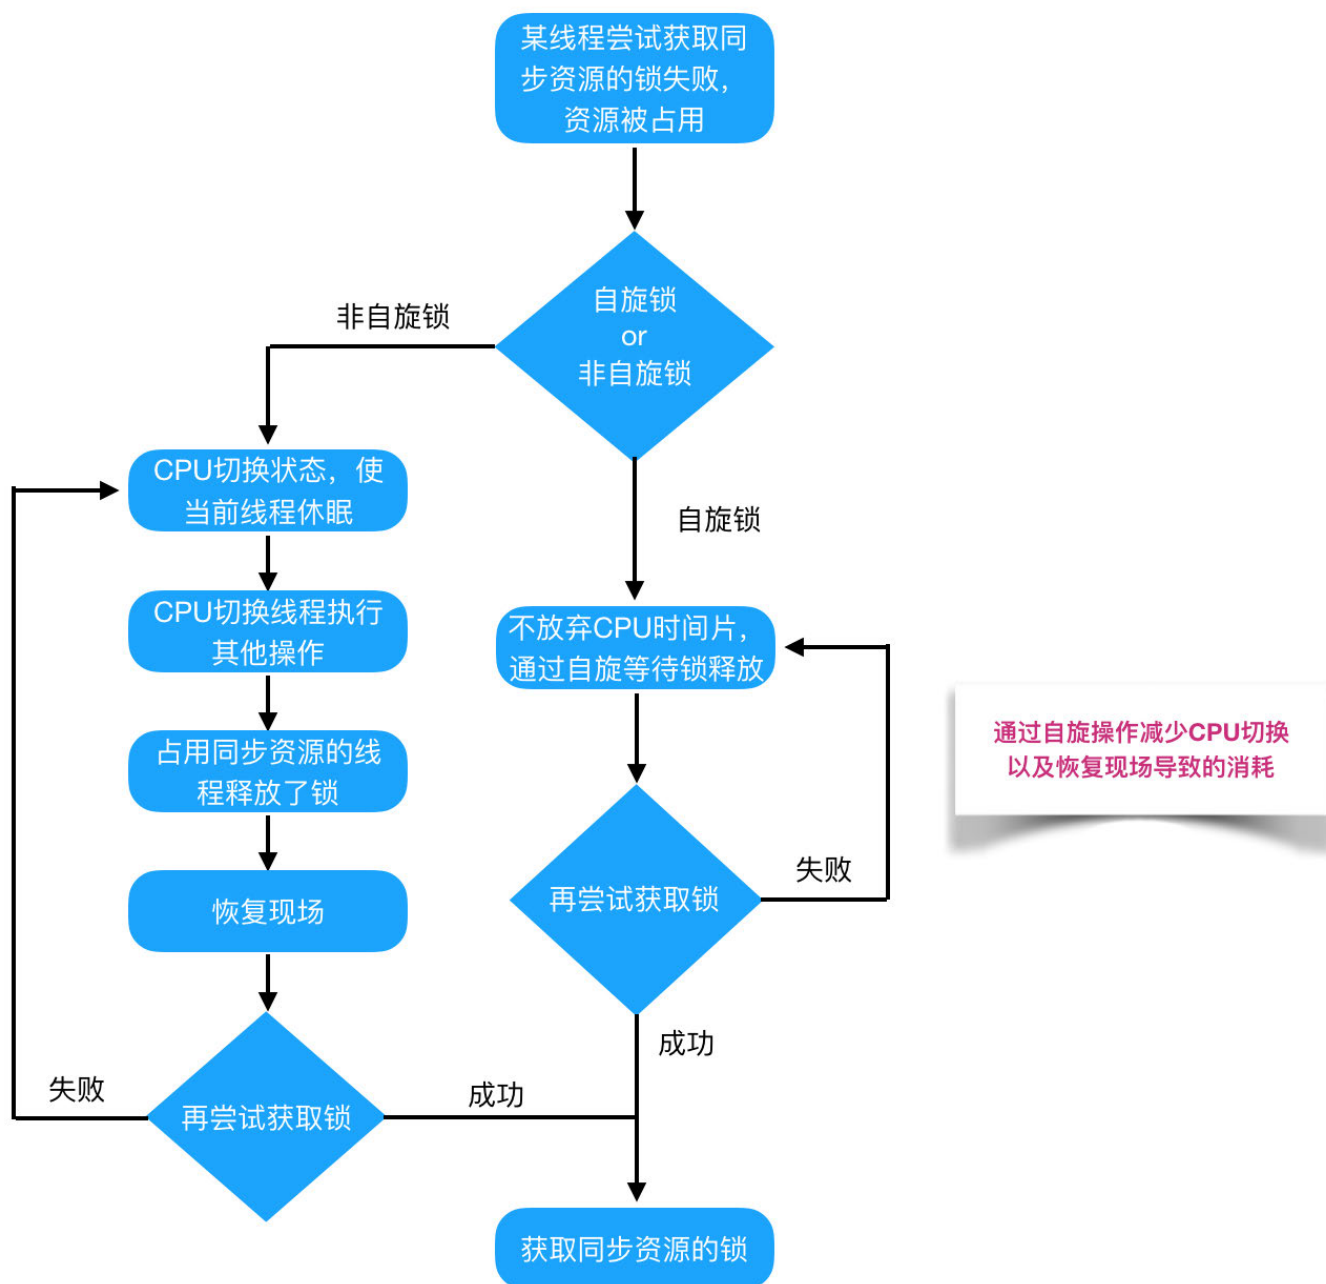 某线程尝试获取同
步资源的锁失败，
资源被占用
自旋锁
or
非自旋锁
非自旋锁
CPU切换状态，使
当前线程休眠
自旋锁
CPU切换线程执行
其他操作
不放弃CPU时间片，
通过自旋等待锁释放
占用同步资源的线
程释放了锁
通过自旋操作减少CPU切换
以及恢复现场导致的消耗
恢复现场
再尝试获取锁
失败
成功
再尝试获取锁
失败
成功
获取同步资源的锁